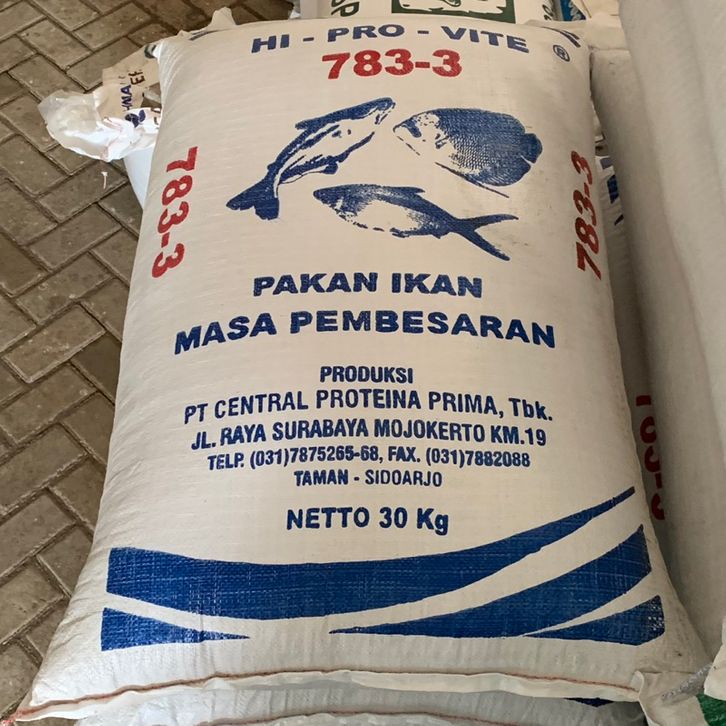 HI - PRO - VITE ®
783-3
783-3
783-3
PAKAN IKAN
MASA PEMBESARAN
PRODUKSI
PT CENTRAL PROTEINA PRIMA, Tbk.
JL. RAYA SURABAYA MOJOKERTO KM.19
TELP. (031)7875265-68, FAX. (031)7882088
TAMAN - SIDOARJO
NETTO 30 Kg